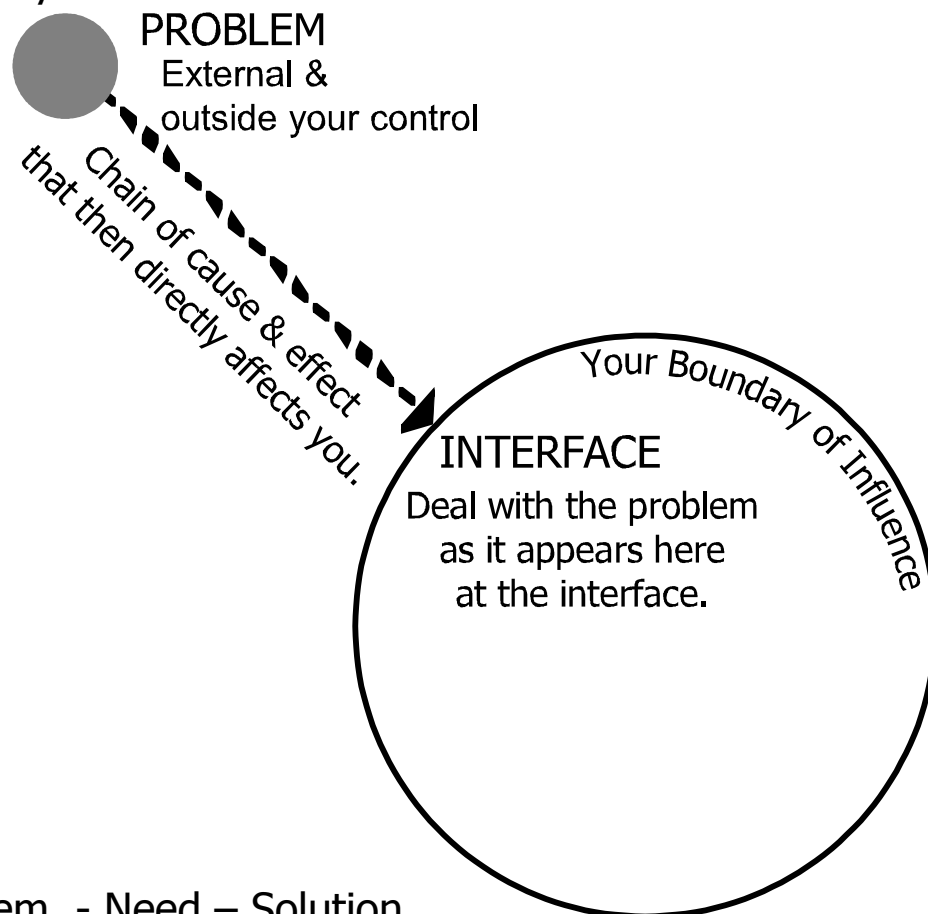 PROBLEM
External &
outside your control
Chain of cause & effect
that then directly affects you.
Your Boundary of Influence
INTERFACE
Deal with the problem
as it appears here
at the interface.
- Need – Solution